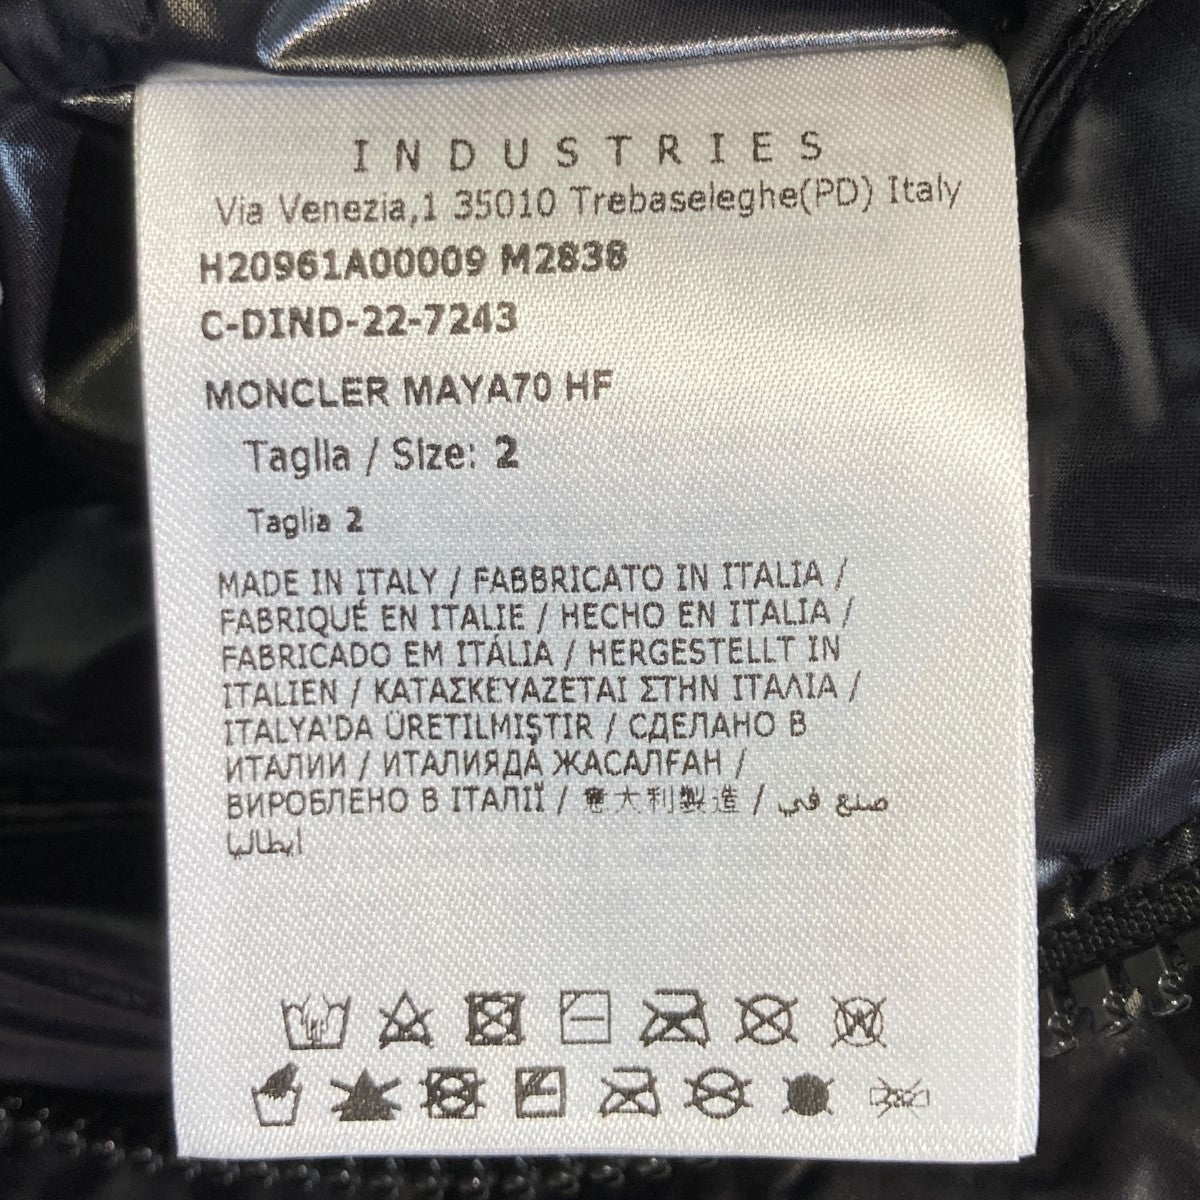 INDUSTRIES
Via Venezia,1 35010 Trebaseleghe(PD) Italy
H20961A00009 M2838
C-DIND-22-7243
MONCLER MAYA70 HF
Taglia / Size: 2
Taglia 2
MADE IN ITALY / FABBRICATO IN ITALIA /
FABRIQUÉ EN ITALIE / HECHO EN ITALIA /
FABRICADO EM ITÁLIA / HERGESTELLT IN
ITALIEN / ΚΑΤΑΣΚΕΥΑΖΕΤΑΙ ΣΤΗΝ ΙΤΑΛΙΑ /
ITALYA'DA ÜRETILMIŞTIR / СДЕЛАНО В
ИТАЛИИ / ИТАЛИЯДА ЖАСАЛҒАН /
ВИРОБЛЕНО В ІТАЛІЇ / 意大利製造 / صنع في
ايطاليا